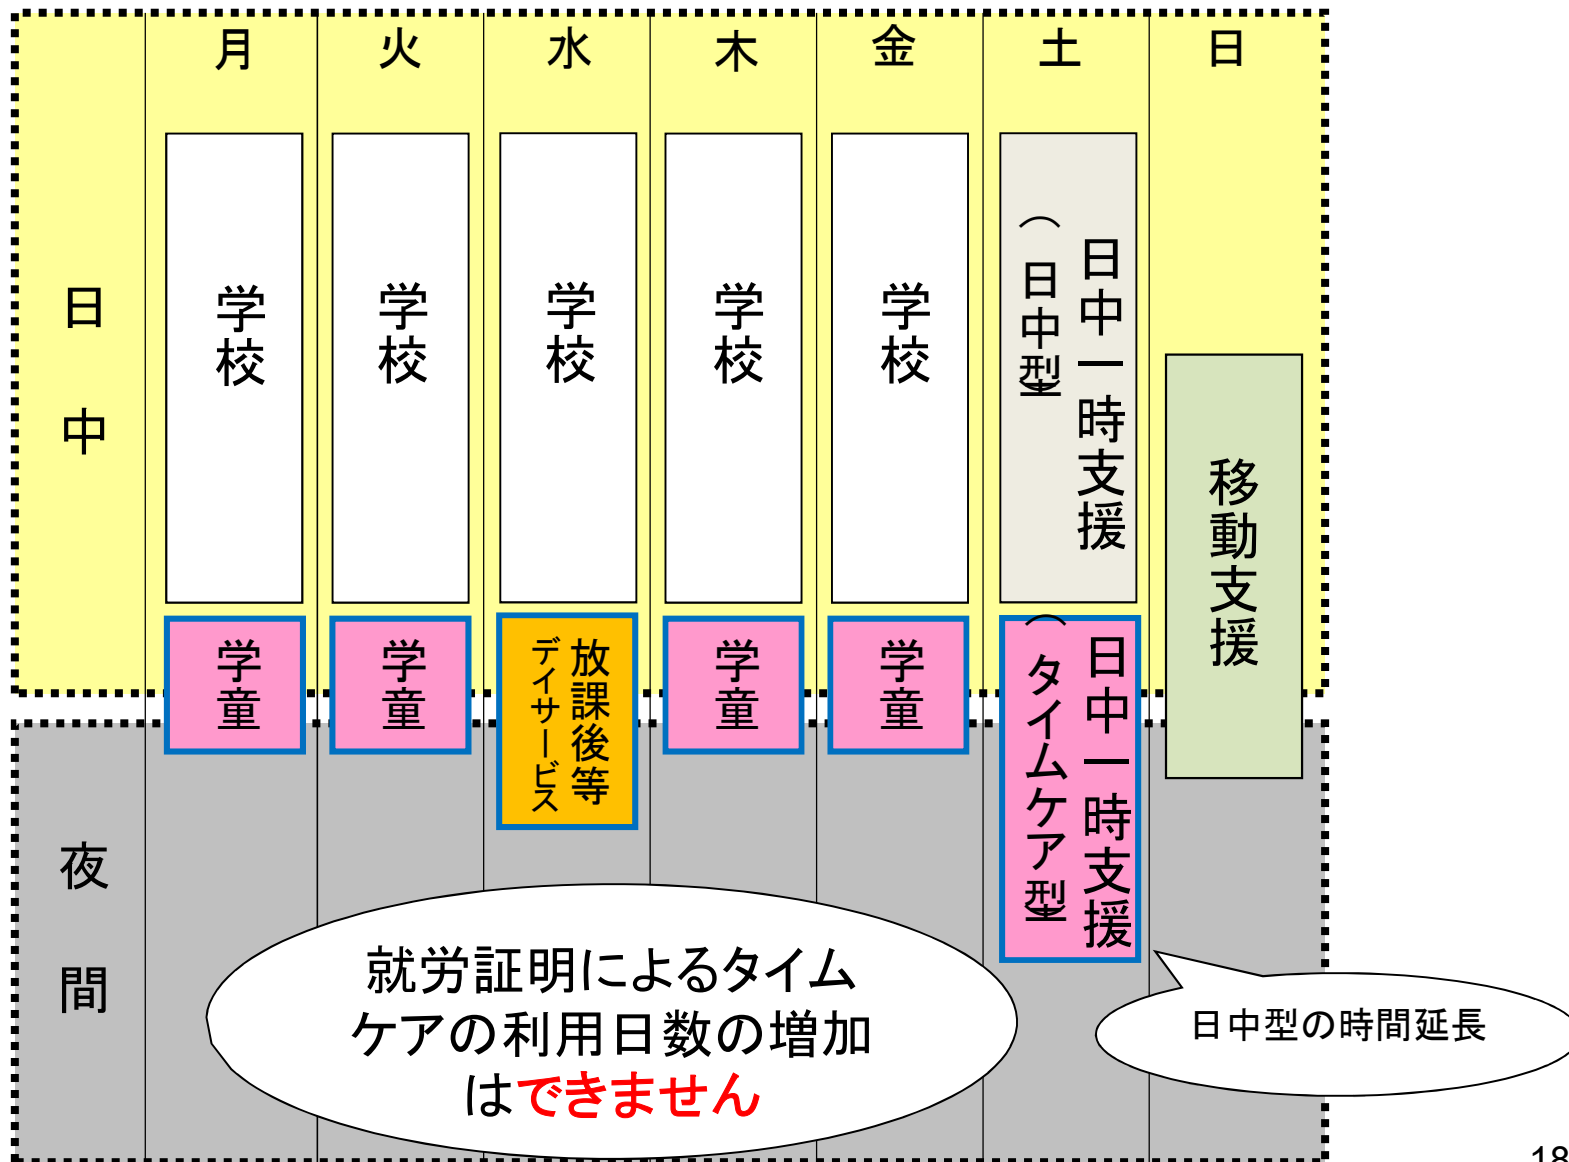 月 火 水 木 金 土 日
日中
学校
学校
学校
学校
学校
日中一時支援
（日中型）
移動支援
学童
学童
放課後等
デイサービス
学童
学童
日中一時支援
（タイムケア型）
夜間
就労証明によるタイム
ケアの利用日数の増加
はできません
日中型の時間延長
18